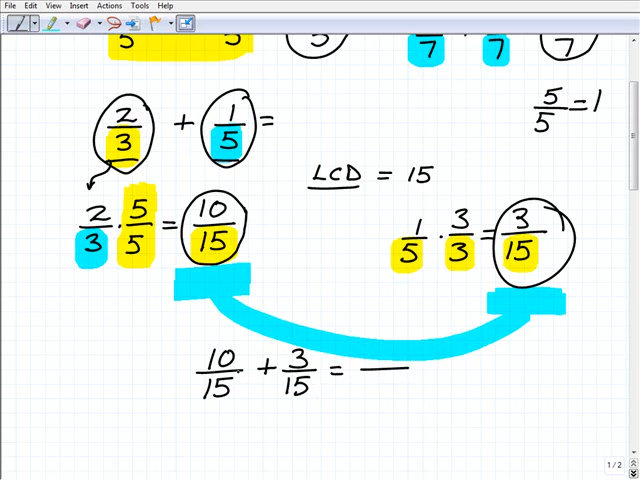 File Edit View Insert Actions Tools Help
5 5 5 7 7 7
2/3 + 1/5 =
5/5 = 1
LCD = 15
2/3 · 5/5 = 10/15
1/5 · 3/3 = 3/15
10/15 + 3/15 =
1 / 2